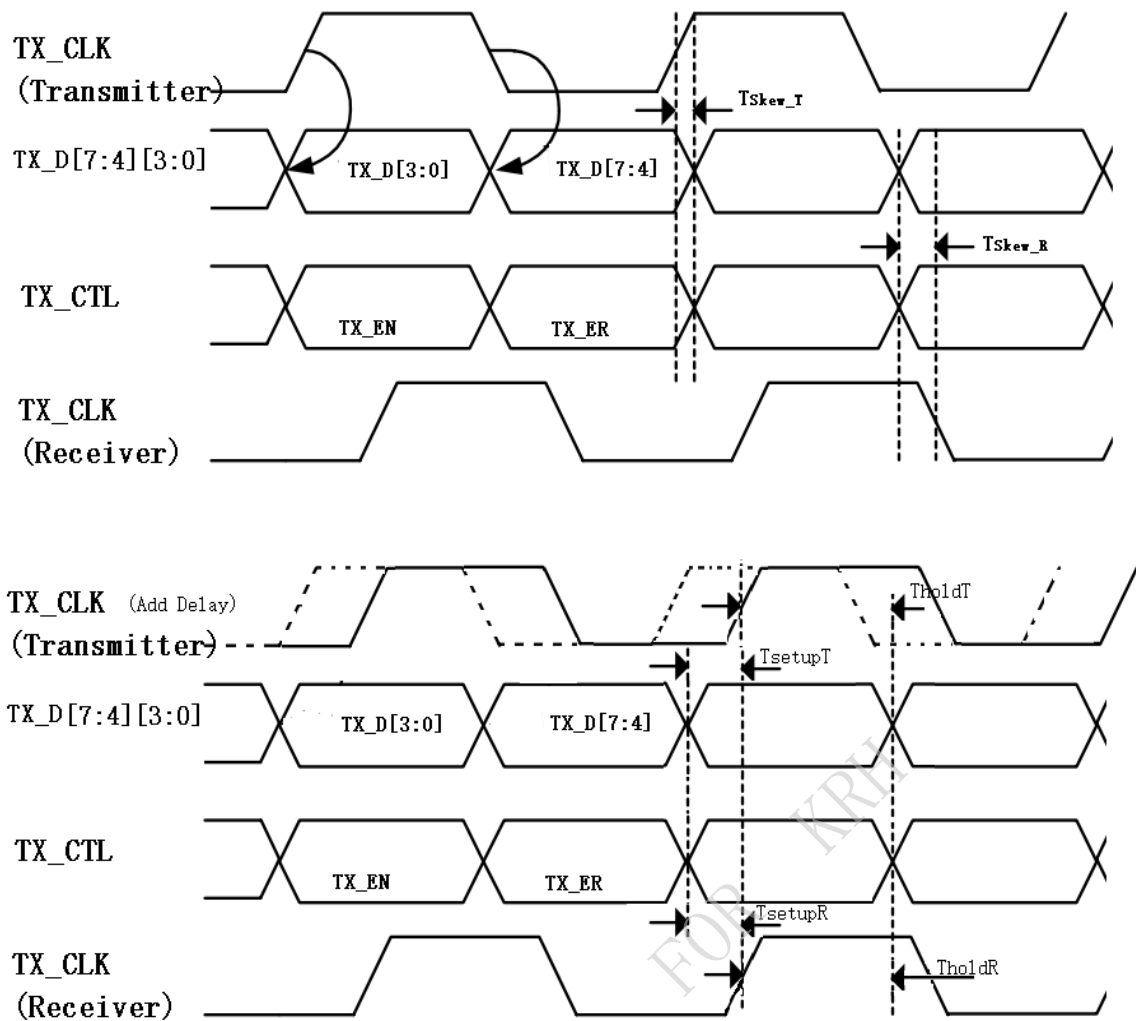 TX_CLK
(Transmitter)
Tskew_T
TX_D[7:4][3:0]
TX_D[3:0]
TX_D[7:4]
Tskew_R
TX_CTL
TX_EN
TX_ER
TX_CLK
(Receiver)
TX_CLK (Add Delay)
(Transmitter)
TholdT
TsetupT
TX_D[7:4][3:0]
TX_D[3:0]
TX_D[7:4]
TX_CTL
TX_EN
TX_ER
TsetupR
TX_CLK
(Receiver)
TholdR
FOR KRH